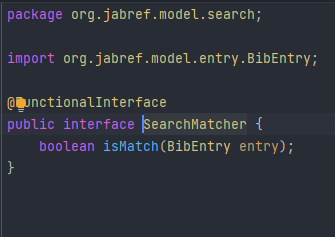 package org.jabref.model.search;
import org.jabref.model.entry.BibEntry;
@FunctionalInterface
public interface SearchMatcher {
boolean isMatch(BibEntry entry);
}